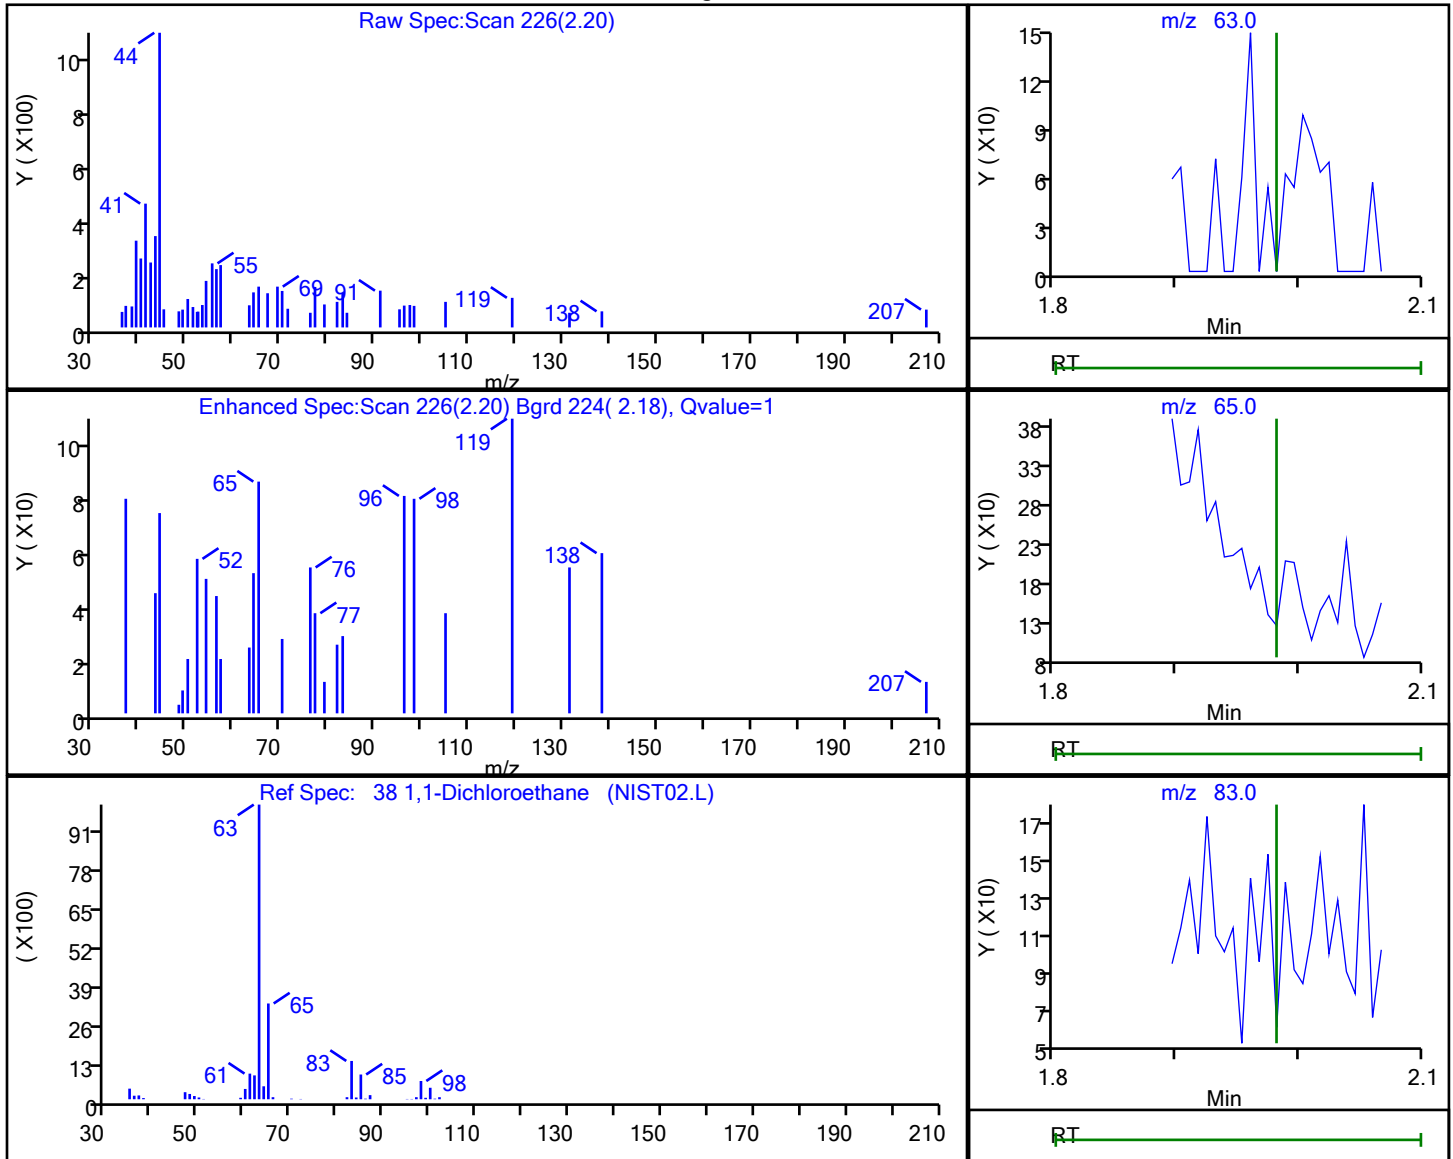 Raw Spec:Scan 226(2.20)
Y ( X100)
10
8
6
4
2
0
44
41
55
69
91
119
138
207
30 50 70 90 110 130 150 170 190 210
m/z
m/z 63.0
Y ( X10)
15
12
9
6
3
0
1.8 2.1
Min
RT
Enhanced Spec:Scan 226(2.20) Bgrd 224( 2.18), Qvalue=1
Y ( X10)
10
8
6
4
2
0
119
65
96
98
52
76
138
77
207
30 50 70 90 110 130 150 170 190 210
m/z
m/z 65.0
Y ( X10)
38
33
28
23
18
13
8
1.8 2.1
Min
RT
Ref Spec: 38 1,1-Dichloroethane (NIST02.L)
( X100)
91
78
65
52
39
26
13
0
63
65
61
83
85
98
30 50 70 90 110 130 150 170 190 210
m/z 83.0
Y ( X10)
17
15
13
11
9
7
5
1.8 2.1
Min
RT